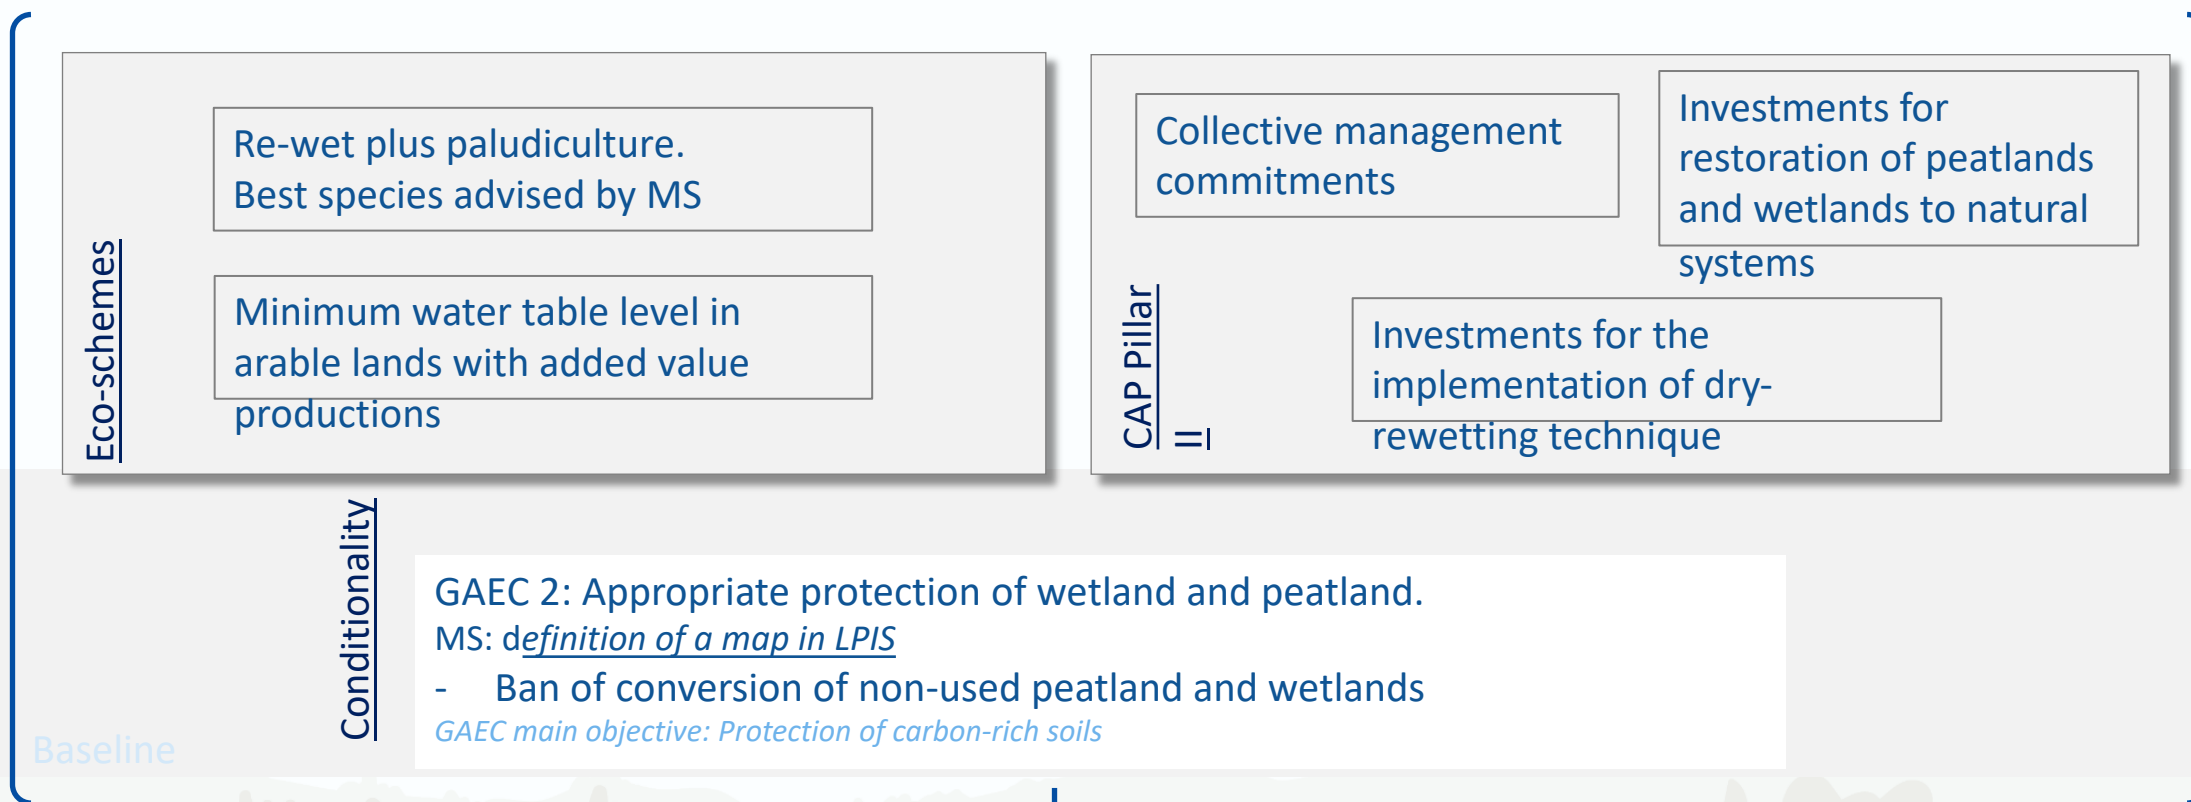 Eco-schemes
Re-wet plus paludiculture.
Best species advised by MS
Minimum water table level in
arable lands with added value
productions
CAP Pillar
II
Collective management
commitments
Investments for
restoration of peatlands
and wetlands to natural
systems
Investments for the
implementation of dry-
rewetting technique
Conditionality
GAEC 2: Appropriate protection of wetland and peatland.
MS: definition of a map in LPIS
- Ban of conversion of non-used peatland and wetlands
GAEC main objective: Protection of carbon-rich soils
Baseline